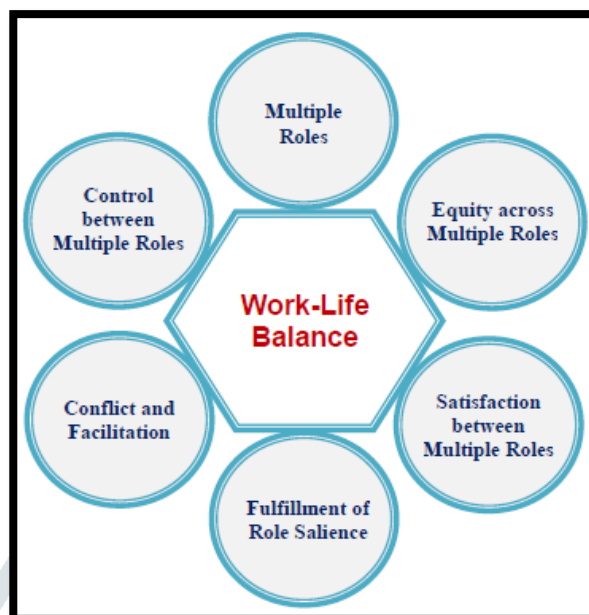 Multiple
Roles
Control
between
Multiple Roles
Equity across
Multiple Roles
Work-Life
Balance
Conflict and
Facilitation
Satisfaction
between
Multiple Roles
Fulfillment of
Role Salience